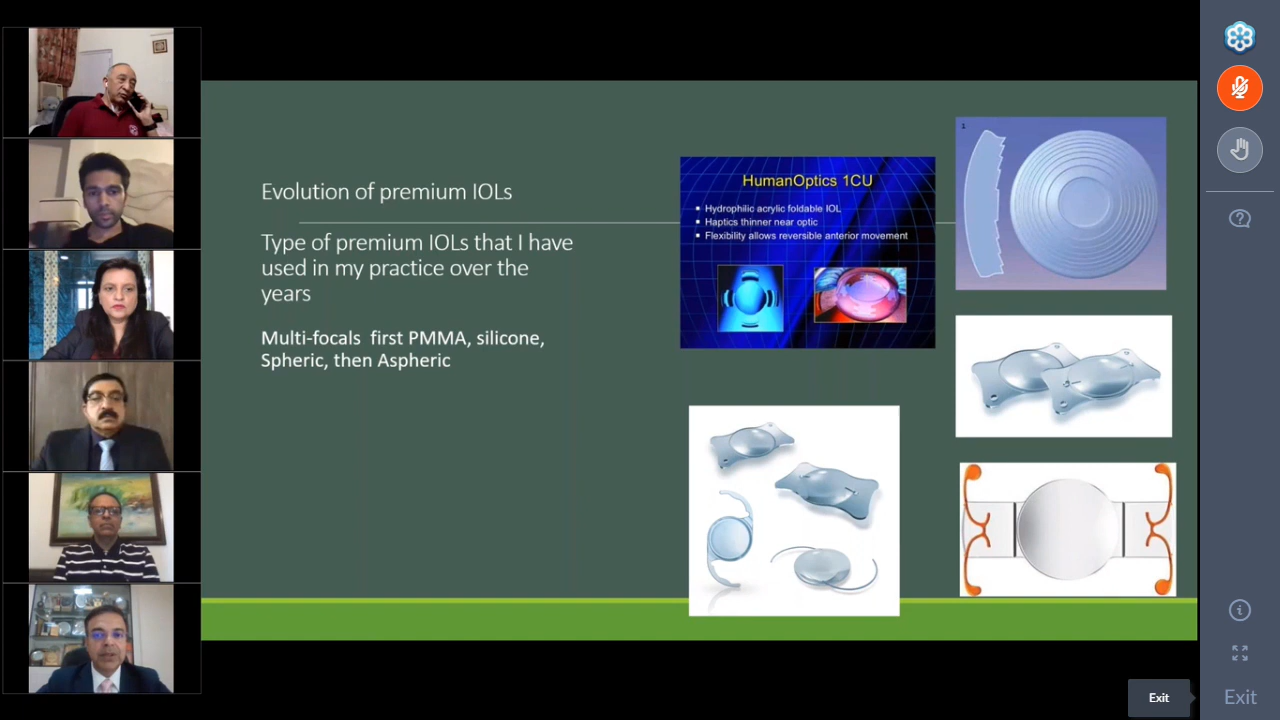 Evolution of premium IOLs
Type of premium IOLs that I have
used in my practice over the
years
Multi-focals first PMMA, silicone,
Spheric, then Aspheric
HumanOptics 1CU
▪ Hydrophilic acrylic foldable IOL
▪ Haptics thinner near optic
▪ Flexibility allows reversible anterior movement
1
Exit
Exit